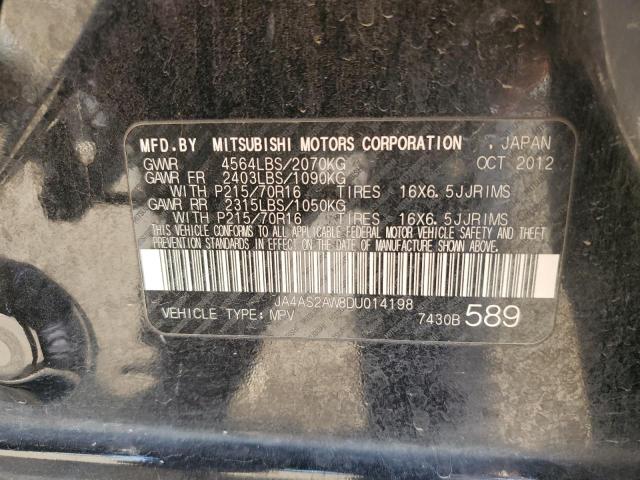 MFD.BY MITSUBISHI MOTORS CORPORATION , JAPAN
GVWR 4564LBS/2070KG OCT 2012
GAWR FR 2403LBS/1090KG
WITH P215/70R16 TIRES 16X6.5JJRIMS
GAWR RR 2315LBS/1050KG
WITH P215/70R16 TIRES 16X6.5JJRIMS
THIS VEHICLE CONFORMS TO ALL APPLICABLE FEDERAL MOTOR VEHICLE SAFETY AND THEFT
PREVENTION STANDARDS IN EFFECT ON THE DATE OF MANUFACTURE SHOWN ABOVE.
JA4AS2AW8DU014198
VEHICLE TYPE: MPV 7430B 589